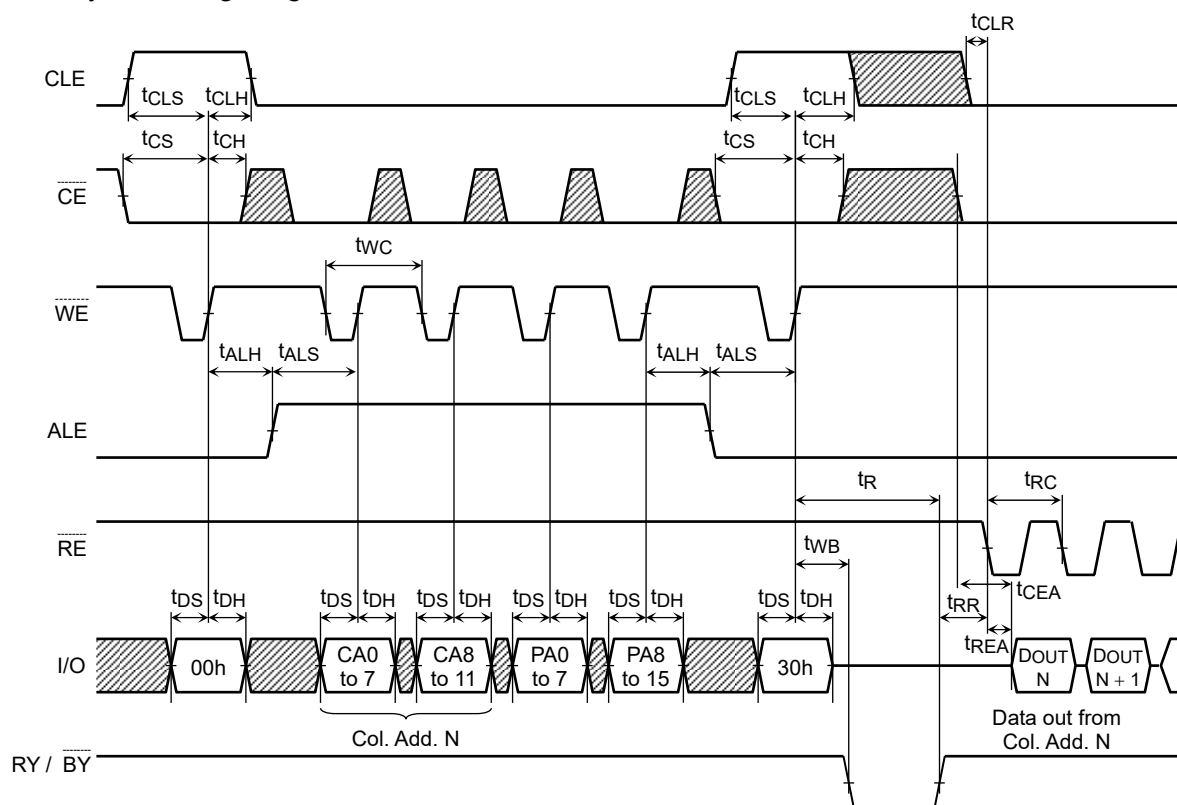 tCLR
CLE
tCLS tCLH tCLS tCLH
tCS tCH tCS tCH
CE
tWC
WE
tALH tALS tALH tALS
ALE
tR tRC
RE
tWB
tCEA
tDS tDH tDS tDH tDS tDH tDS tDH tDS tDH tDS tDH tRR
tREA
I/O 00h CA0 to 7 CA8 to 11 PA0 to 7 PA8 to 15 30h DOUT N DOUT N + 1
Col. Add. N
Data out from
Col. Add. N
RY / BY